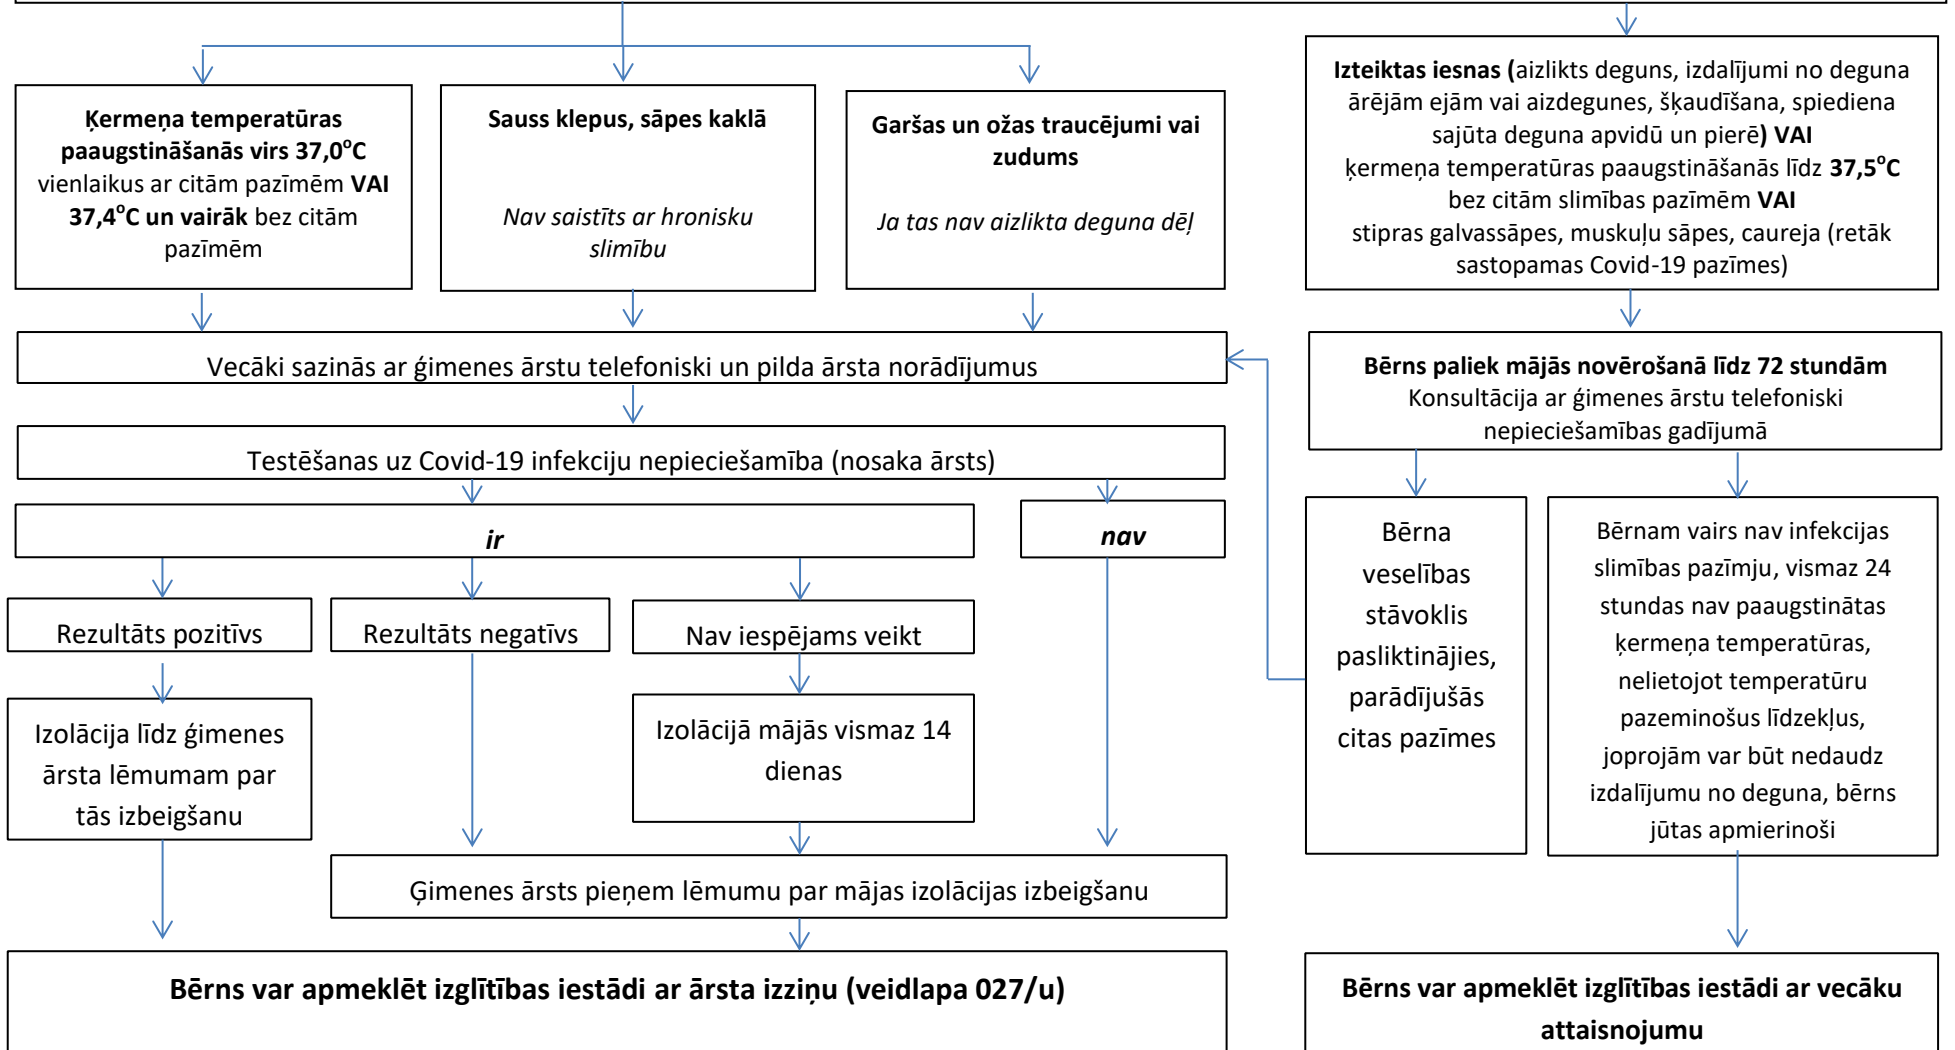 Ķermeņa temperatūras
paaugstināšanās virs 37,0°C
vienlaikus ar citām pazīmēm VAI
37,4°C un vairāk bez citām
pazīmēm
Sauss klepus, sāpes kaklā
Nav saistīts ar hronisku
slimību
Garšas un ožas traucējumi vai
zudums
Ja tas nav aizlikta deguna dēļ
Izteiktas iesnas (aizlikts deguns, izdalījumi no deguna
ārējām ejām vai aizdegunes, šķaudīšana, spiediena
sajūta deguna apvidū un pierē) VAI
ķermeņa temperatūras paaugstināšanās līdz 37,5°C
bez citām slimības pazīmēm VAI
stipras galvassāpes, muskuļu sāpes, caureja (retāk
sastopamas Covid-19 pazīmes)
Vecāki sazinās ar ģimenes ārstu telefoniski un pilda ārsta norādījumus
Bērns paliek mājās novērošanā līdz 72 stundām
Konsultācija ar ģimenes ārstu telefoniski
nepieciešamības gadījumā
Testēšanas uz Covid-19 infekciju nepieciešamība (nosaka ārsts)
ir
nav
Rezultāts pozitīvs
Rezultāts negatīvs
Nav iespējams veikt
Izolācija līdz ģimenes
ārsta lēmumam par
tās izbeigšanu
Izolācijā mājās vismaz 14
dienas
Bērna
veselības
stāvoklis
pasliktinājies,
parādījušās
citas pazīmes
Bērnam vairs nav infekcijas
slimības pazīmju, vismaz 24
stundas nav paaugstinātas
ķermeņa temperatūras,
nelietojot temperatūru
pazeminošus līdzekļus,
joprojām var būt nedaudz
izdalījumu no deguna, bērns
jūtas apmierinoši
Ģimenes ārsts pieņem lēmumu par mājas izolācijas izbeigšanu
Bērns var apmeklēt izglītības iestādi ar ārsta izziņu (veidlapa 027/u)
Bērns var apmeklēt izglītības iestādi ar vecāku
attaisnojumu